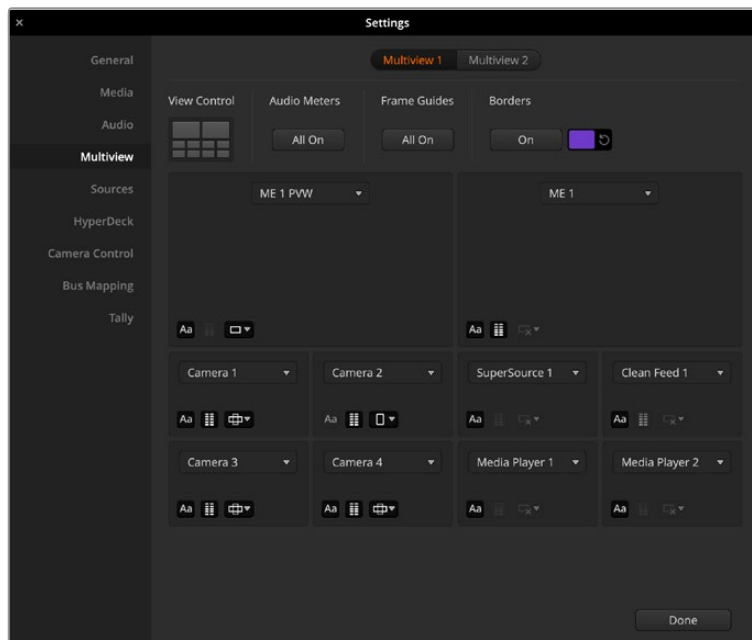 Settings
General
Media
Audio
Multiview
Sources
HyperDeck
Camera Control
Bus Mapping
Tally
Multiview 1 Multiview 2
View Control Audio Meters Frame Guides Borders
All On All On On
ME 1 PVW ME 1
Aa Aa
Camera 1 Camera 2 SuperSource 1 Clean Feed 1
Aa Aa Aa Aa
Camera 3 Camera 4 Media Player 1 Media Player 2
Aa Aa Aa Aa
Done